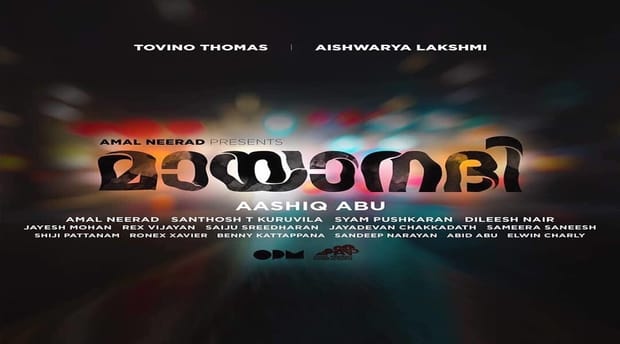 TOVINO THOMAS | AISHWARYA LAKSHMI
AMAL NEERAD PRESENTS
മായാനദി
AASHIQ ABU
AMAL NEERAD SANTHOSH T KURUVILA SYAM PUSHKARAN DILEESH NAIR
JAYESH MOHAN REX VIJAYAN SAIJU SREEDHARAN JAYADEVAN CHAKKADATH SAMEERA SANEESH
SHIJI PATTANAM RONEX XAVIER BENNY KATTAPPANA SANDEEP NARAYAN ABID ABU ELWIN CHARLY
OPM